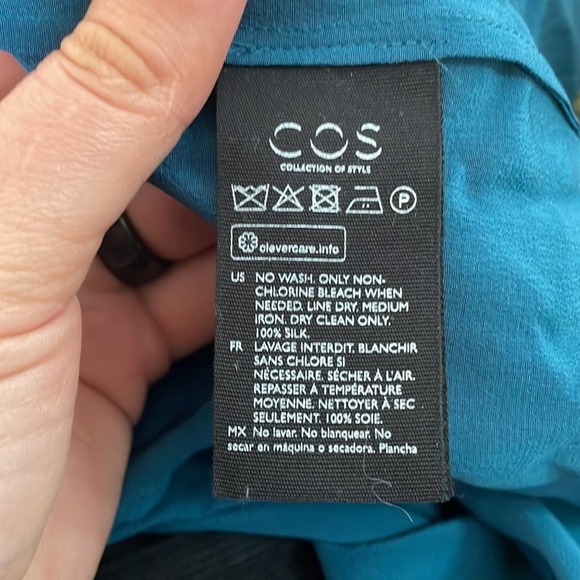 COS
COLLECTION OF STYLE
P
clevercare.info
US NO WASH. ONLY NON-
CHLORINE BLEACH WHEN
NEEDED. LINE DRY. MEDIUM
IRON. DRY CLEAN ONLY.
100% SILK.
FR LAVAGE INTERDIT. BLANCHIR
SANS CHLORE SI
NÉCESSAIRE. SÉCHER À L'AIR.
REPASSER À TEMPÉRATURE
MOYENNE. NETTOYER À SEC
SEULEMENT. 100% SOIE.
MX No lavar. No blanquear. No
secar en máquina o secadora. Plancha